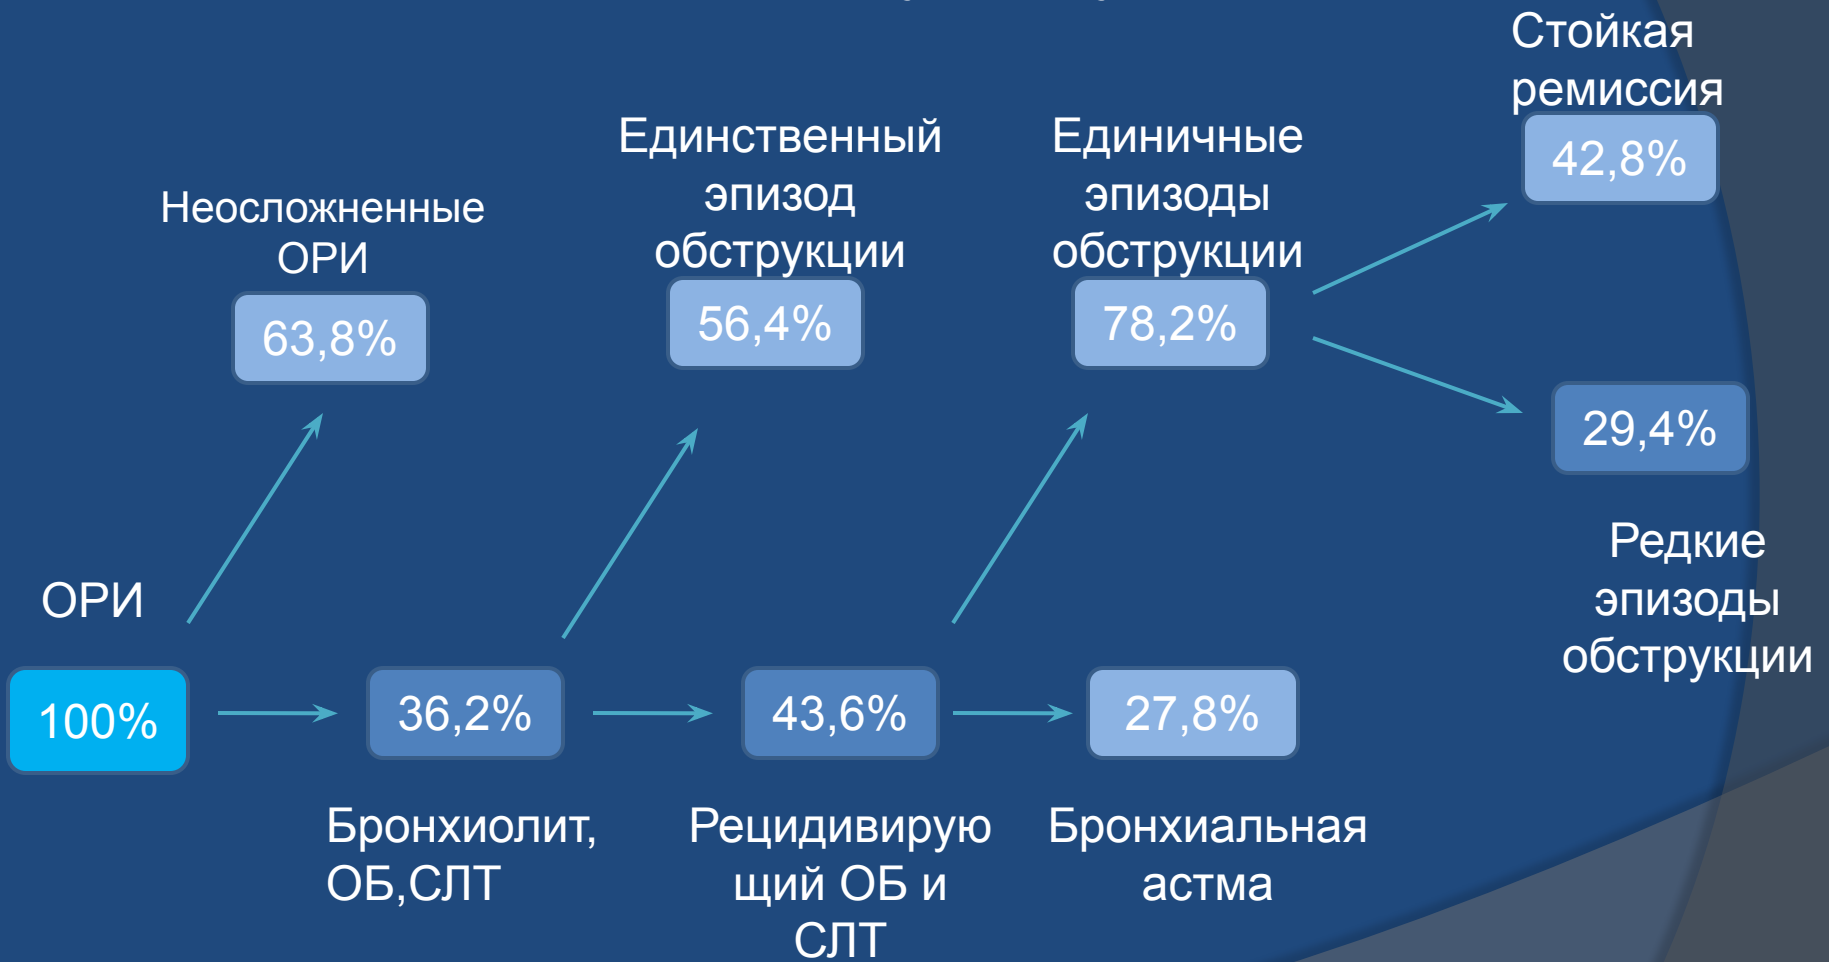 Стойкая
ремиссия
42,8%
Единственный
эпизод
обструкции
56,4%
Единичные
эпизоды
обструкции
78,2%
Неосложненные
ОРИ
63,8%
29,4%
Редкие
эпизоды
обструкции
ОРИ
100%
36,2%
43,6%
27,8%
Бронхиолит,
ОБ,СЛТ
Рецидивирую
щий ОБ и
СЛТ
Бронхиальная
астма